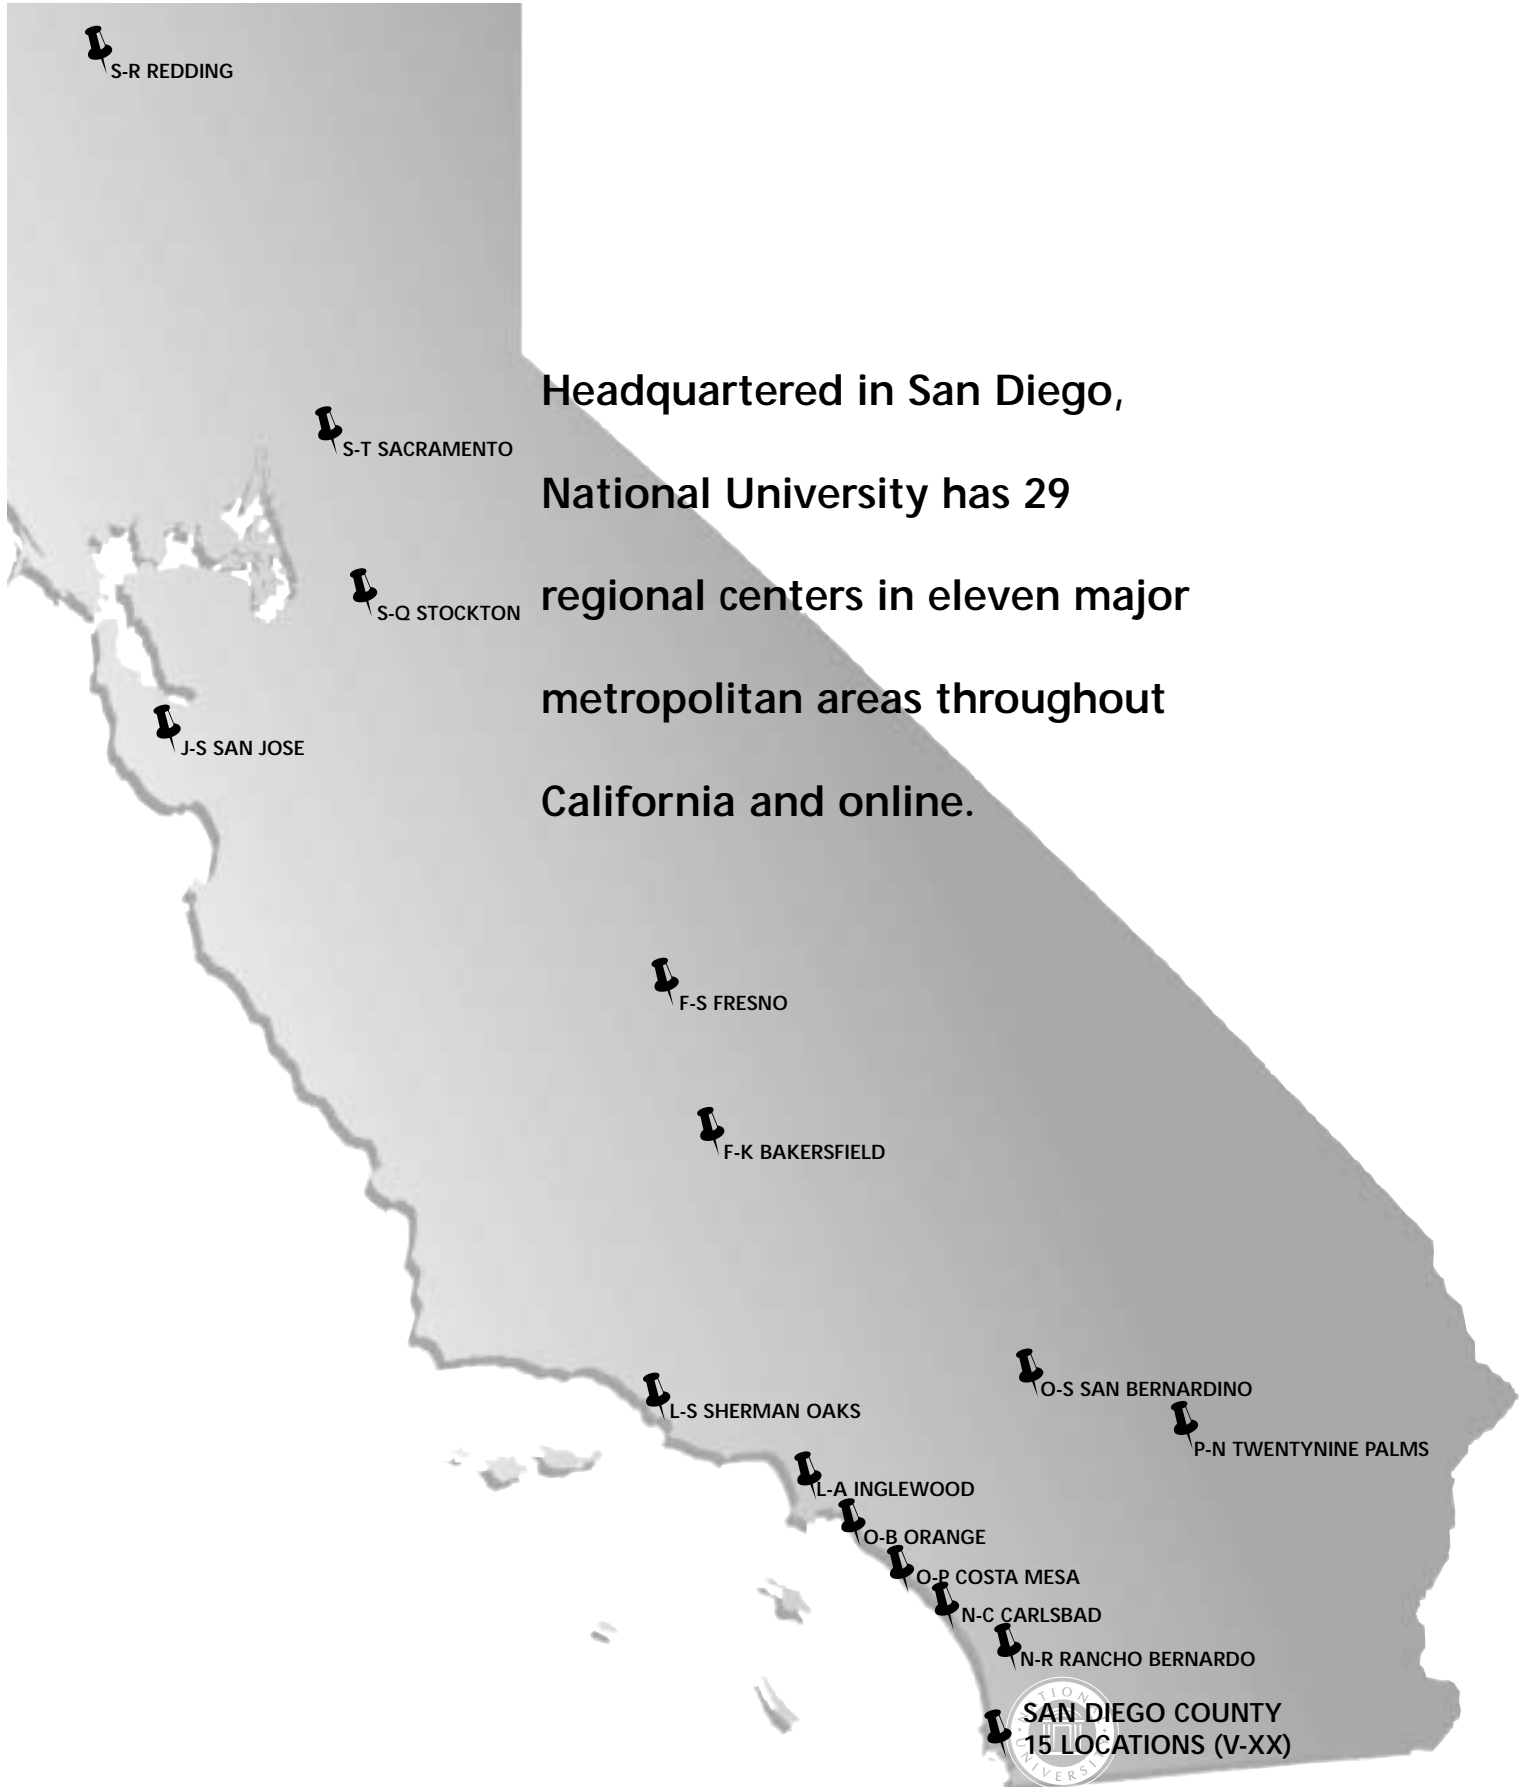 S-R REDDING
Headquartered in San Diego,
S-T SACRAMENTO
National University has 29
regional centers in eleven major
S-Q STOCKTON
metropolitan areas throughout
J-S SAN JOSE
California and online.
F-S FRESNO
F-K BAKERSFIELD
O-S SAN BERNARDINO
L-S SHERMAN OAKS
P-N TWENTYNINE PALMS
L-A INGLEWOOD
O-B ORANGE
O-P COSTA MESA
N-C CARLSBAD
N-R RANCHO BERNARDO
SAN DIEGO COUNTY
15 LOCATIONS (V-XX)